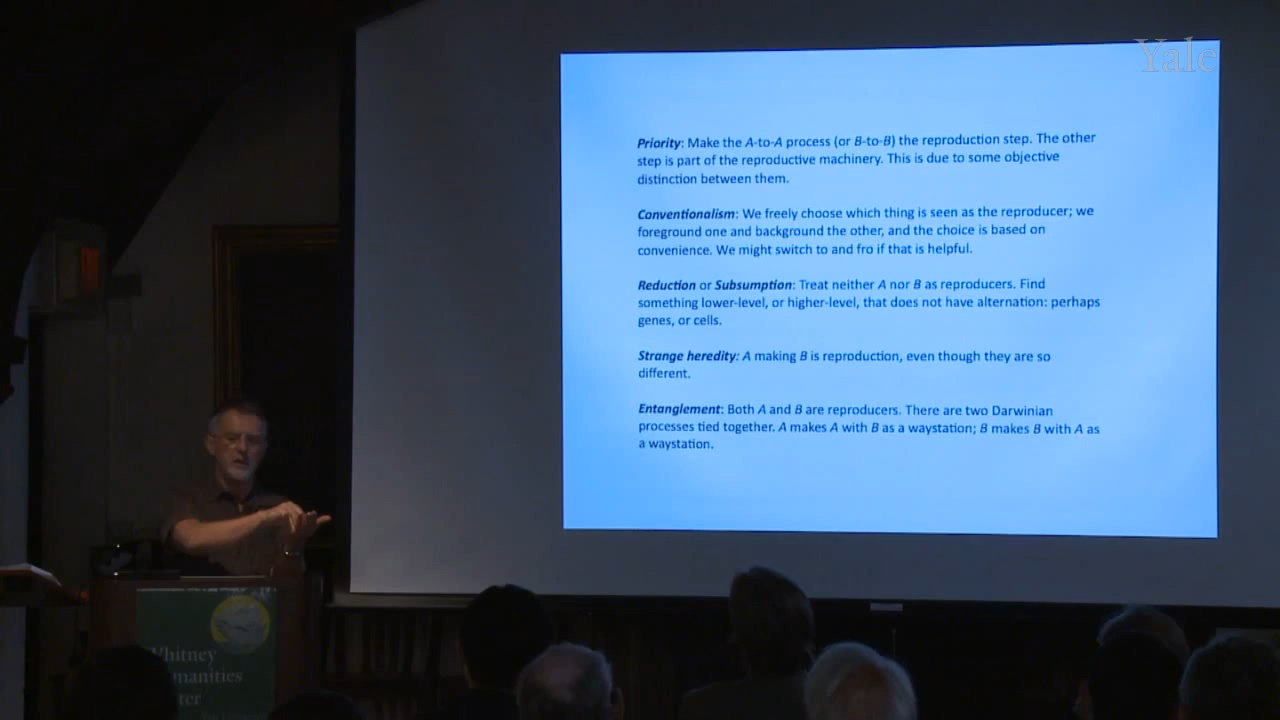 Yale
Priority: Make the A-to-A process (or B-to-B) the reproduction step. The other
step is part of the reproductive machinery. This is due to some objective
distinction between them.
Conventionalism: We freely choose which thing is seen as the reproducer; we
foreground one and background the other, and the choice is based on
convenience. We might switch to and fro if that is helpful.
Reduction or Subsumption: Treat neither A nor B as reproducers. Find
something lower-level, or higher-level, that does not have alternation: perhaps
genes, or cells.
Strange heredity: A making B is reproduction, even though they are so
different.
Entanglement: Both A and B are reproducers. There are two Darwinian
processes tied together. A makes A with B as a waystation; B makes B with A as
a waystation.
Whitney
manities
ter